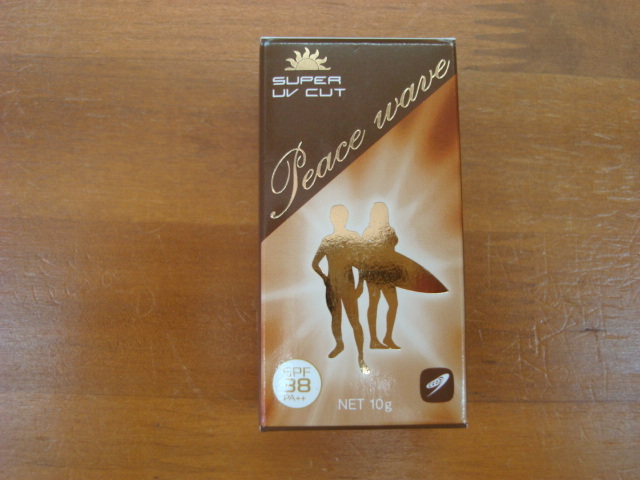 SUPER
UV CUT
Peace wave
SPF
38
PA++
NET 10g